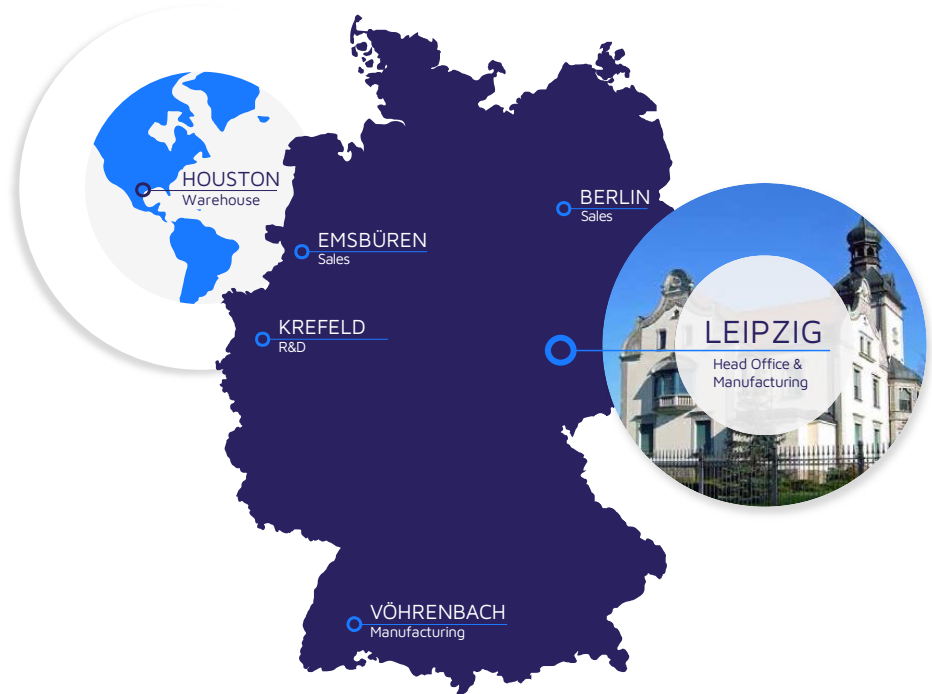 HOUSTON
Warehouse
BERLIN
Sales
EMSBÜREN
Sales
KREFELD
R&D
LEIPZIG
Head Office &
Manufacturing
VÖHRENBACH
Manufacturing